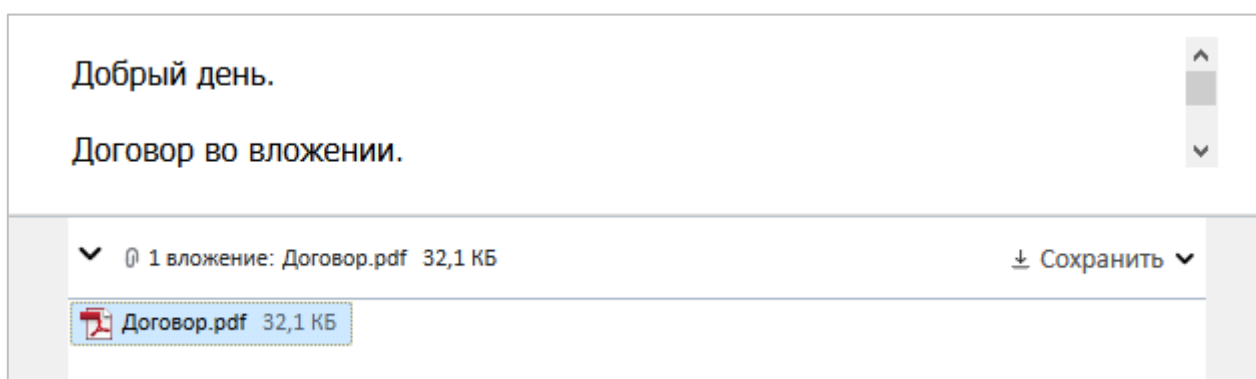 Добрый день.
Договор во вложении.
1 вложение: Договор.pdf 32,1 КБ
Сохранить
Договор.pdf 32,1 КБ